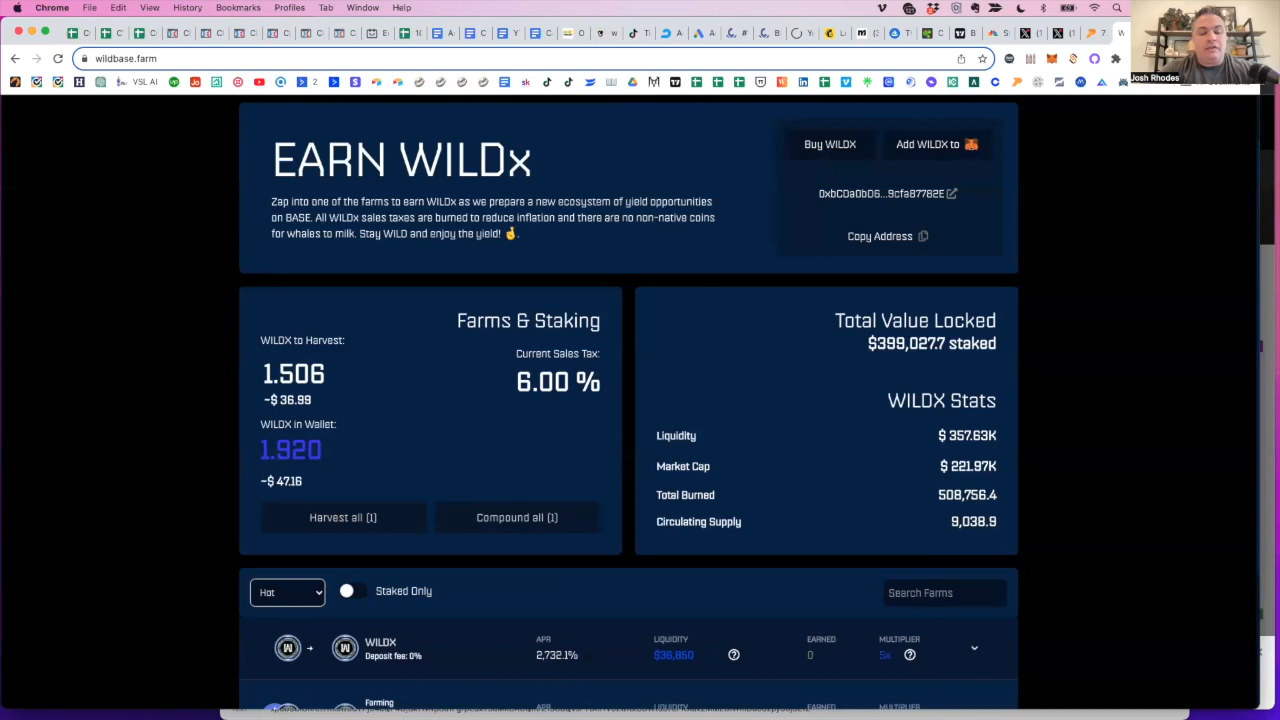 Chrome File Edit View History Bookmarks Profiles Tab Window Help
wildbase.farm
VSL AI
Josh Rhodes
EARN WILDx
Buy WILDX
Add WILDX to
Zap into one of the farms to earn WILDx as we prepare a new ecosystem of yield opportunities
on BASE. All WILDx sales taxes are burned to reduce inflation and there are no non-native coins
for whales to milk. Stay WILD and enjoy the yield! 🤞.
0xbCDa0bD6...9cfa87782E
Copy Address
Farms & Staking
WILDX to Harvest:
1.506
~$ 36.99
Current Sales Tax:
6.00 %
WILDX in Wallet:
1.920
~$ 47.16
Harvest all (1)
Compound all (1)
Total Value Locked
$399,027.7 staked
WILDX Stats
Liquidity $ 357.63K
Market Cap $ 221.97K
Total Burned 508,756.4
Circulating Supply 9,038.9
Hot
Staked Only
Search Farms
WILDX
Deposit fee: 0%
APR
2,732.1%
LIQUIDITY
$36,850
EARNED
0
MULTIPLIER
5x
Farming
APR LIQUIDITY EARNED MULTIPLIER